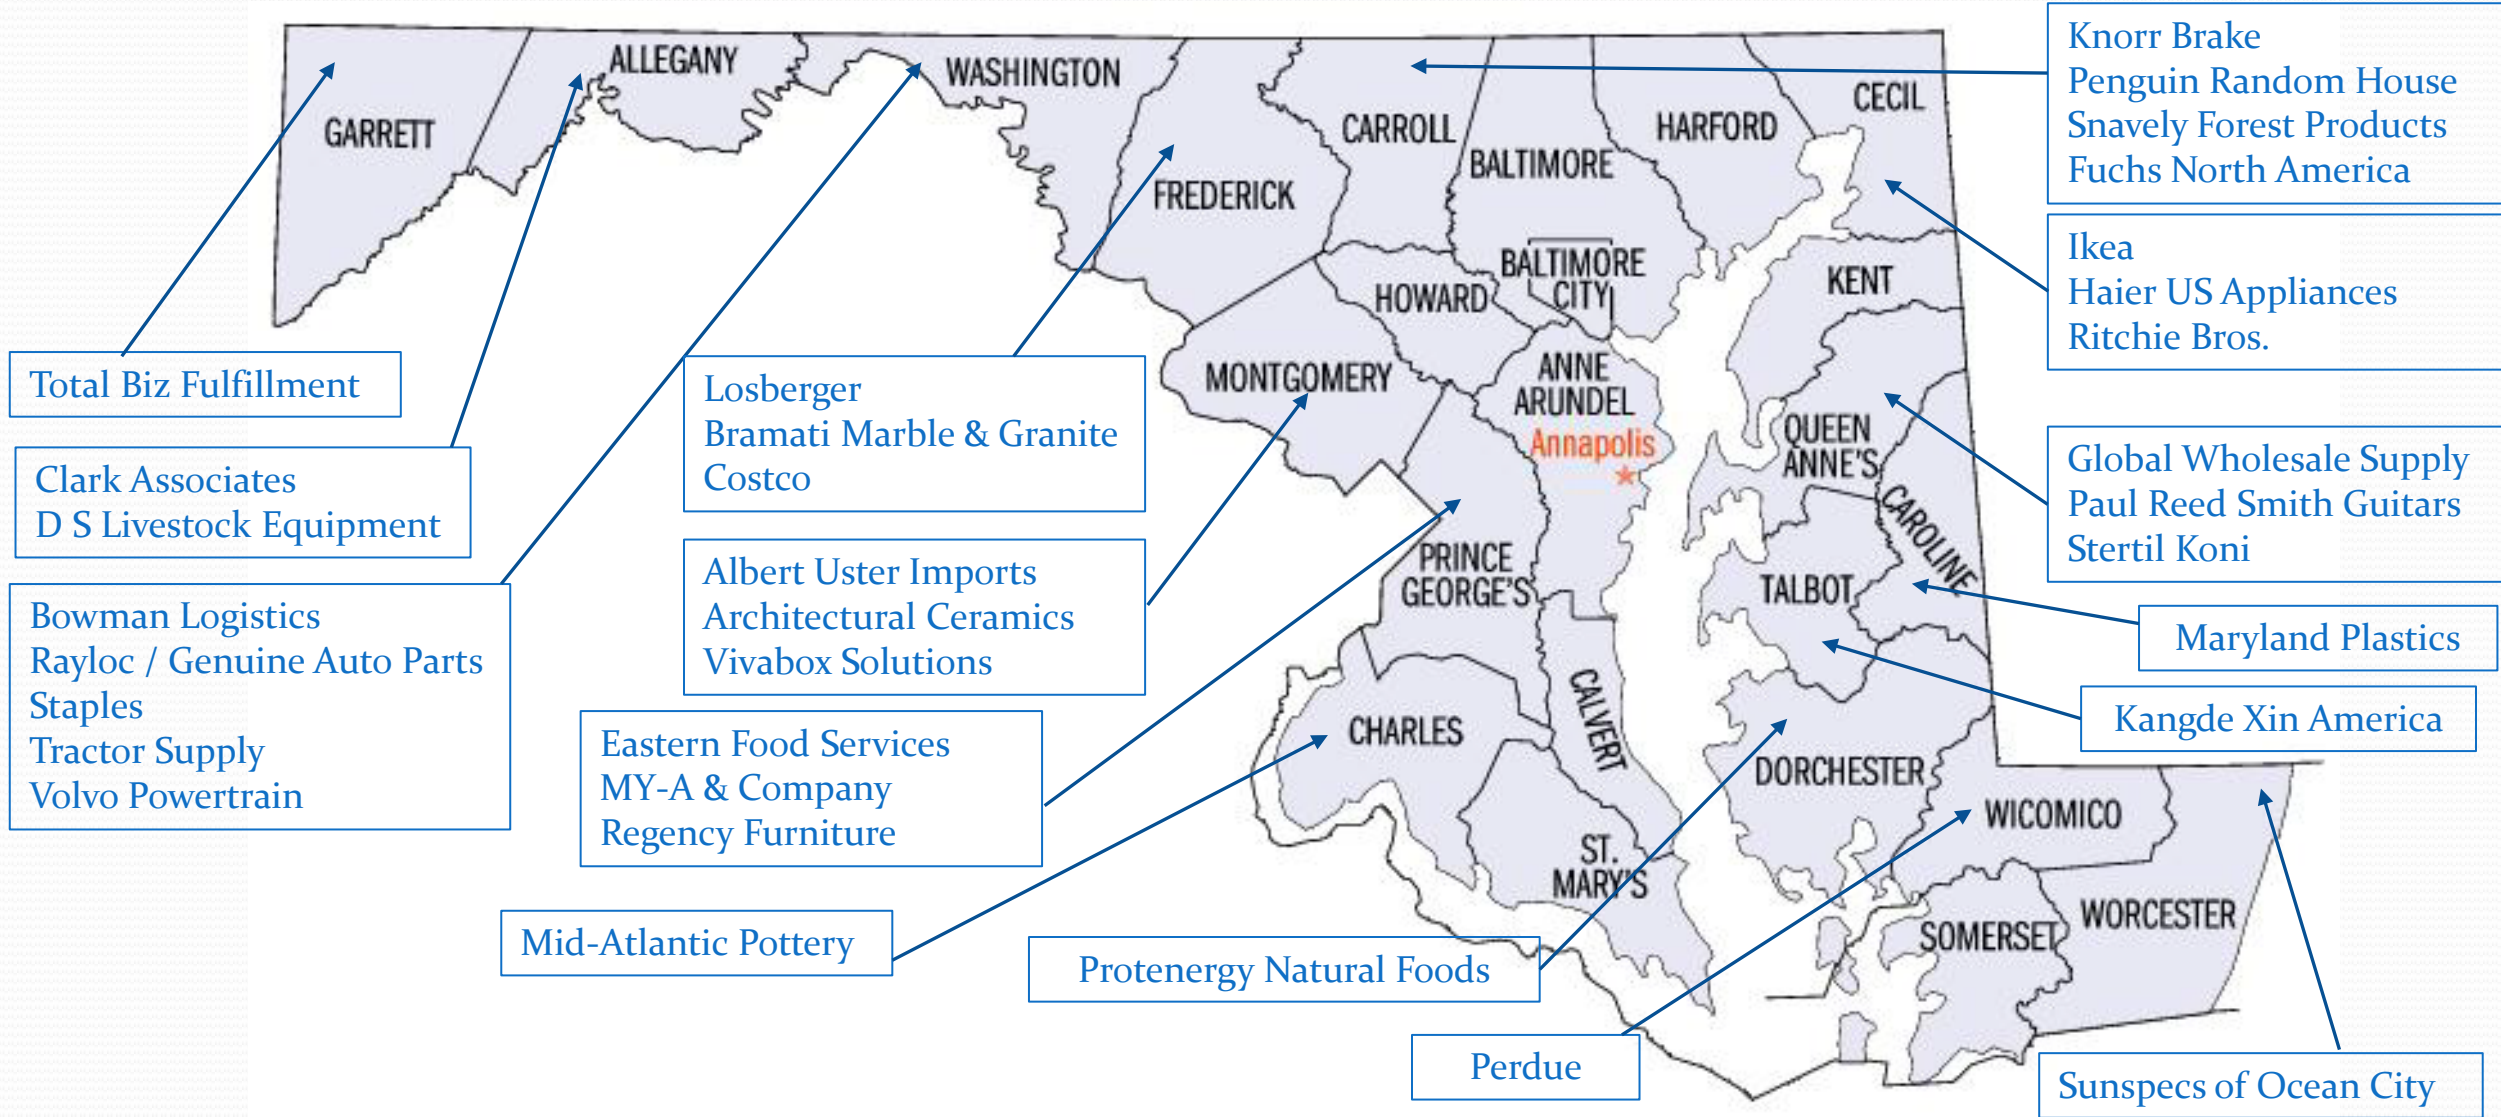 GARRETT
ALLEGANY
WASHINGTON
FREDERICK
CARROLL
BALTIMORE
HARFORD
CECIL
BALTIMORE
CITY
HOWARD
KENT
MONTGOMERY
ANNE
ARUNDEL
Annapolis
QUEEN
ANNE'S
CAROLINE
PRINCE
GEORGE'S
TALBOT
CALVERT
CHARLES
DORCHESTER
ST.
MARY'S
WICOMICO
SOMERSET
WORCESTER
Total Biz Fulfillment
Clark Associates
D S Livestock Equipment
Bowman Logistics
Rayloc / Genuine Auto Parts
Staples
Tractor Supply
Volvo Powertrain
Losberger
Bramati Marble & Granite
Costco
Albert Uster Imports
Architectural Ceramics
Vivabox Solutions
Eastern Food Services
MY-A & Company
Regency Furniture
Mid-Atlantic Pottery
Protenergy Natural Foods
Perdue
Knorr Brake
Penguin Random House
Snavely Forest Products
Fuchs North America
Ikea
Haier US Appliances
Ritchie Bros.
Global Wholesale Supply
Paul Reed Smith Guitars
Stertil Koni
Maryland Plastics
Kangde Xin America
Sunspecs of Ocean City